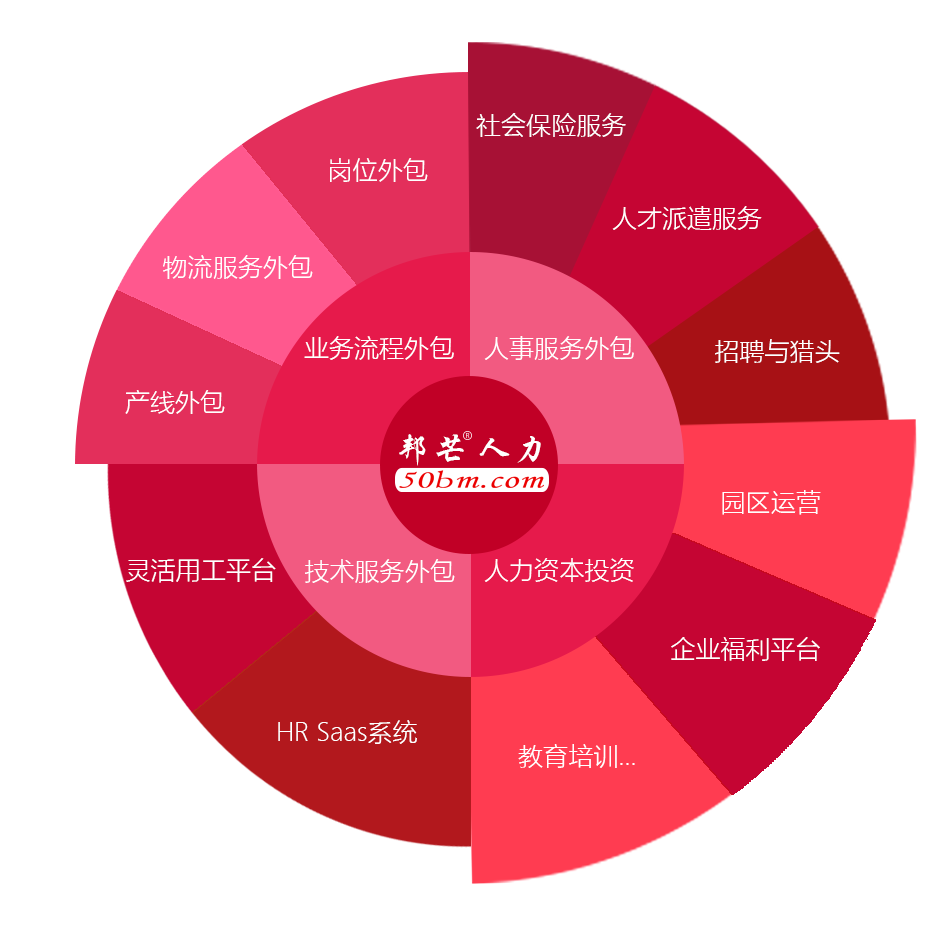 社会保险服务
岗位外包
人才派遣服务
物流服务外包
业务流程外包
人事服务外包
招聘与猎头
产线外包
邦芒®人力
50bm.com
园区运营
灵活用工平台
技术服务外包
人力资本投资
企业福利平台
HR Saas系统
教育培训...